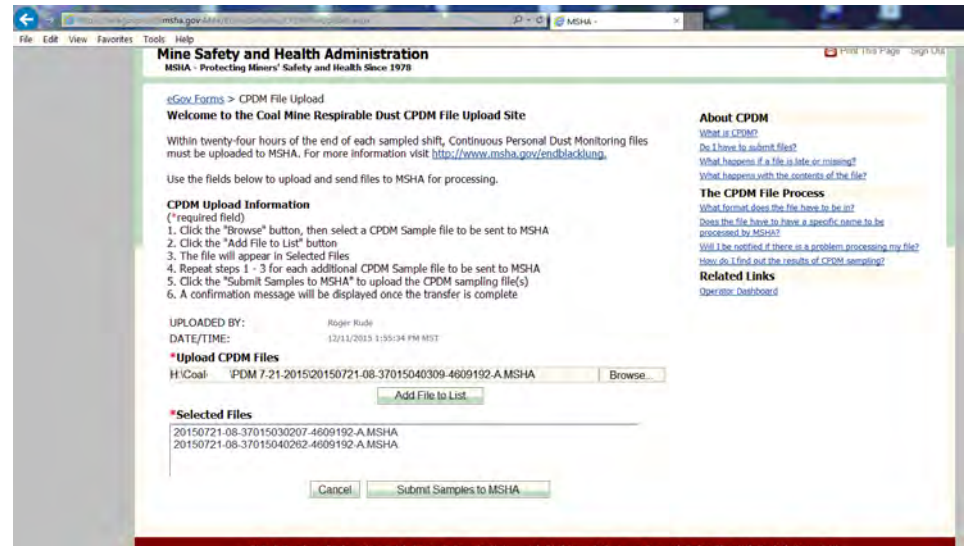 msha.gov
MSHA -
File Edit View Favorites Tools Help
Mine Safety and Health Administration
MSHA - Protecting Miners' Safety and Health Since 1978
Print This Page Sign Out
eGov Forms > CPDM File Upload
Welcome to the Coal Mine Respirable Dust CPDM File Upload Site
Within twenty-four hours of the end of each sampled shift, Continuous Personal Dust Monitoring files
must be uploaded to MSHA. For more information visit http://www.msha.gov/endblacklung.
Use the fields below to upload and send files to MSHA for processing.
CPDM Upload Information
(*required field)
1. Click the "Browse" button, then select a CPDM Sample file to be sent to MSHA
2. Click the "Add File to List" button
3. The file will appear in Selected Files
4. Repeat steps 1 - 3 for each additional CPDM Sample file to be sent to MSHA
5. Click the "Submit Samples to MSHA" to upload the CPDM sampling file(s)
6. A confirmation message will be displayed once the transfer is complete
UPLOADED BY: Roger Rude
DATE/TIME: 12/11/2015 1:55:34 PM MST
*Upload CPDM Files
H:\Coal \PDM 7-21-2015\20150721-08-37015040309-4609192-A.MSHA Browse...
Add File to List
*Selected Files
20150721-08-37015030207-4609192-A.MSHA
20150721-08-37015040262-4609192-A.MSHA
Cancel Submit Samples to MSHA
About CPDM
What is CPDM?
Do I have to submit files?
What happens if a file is late or missing?
What happens with the contents of the file?
The CPDM File Process
What format does the file have to be in?
Does the file have to have a specific name to be
processed by MSHA?
Will I be notified if there is a problem processing my file?
How do I find out the results of CPDM sampling?
Related Links
Operator Dashboard